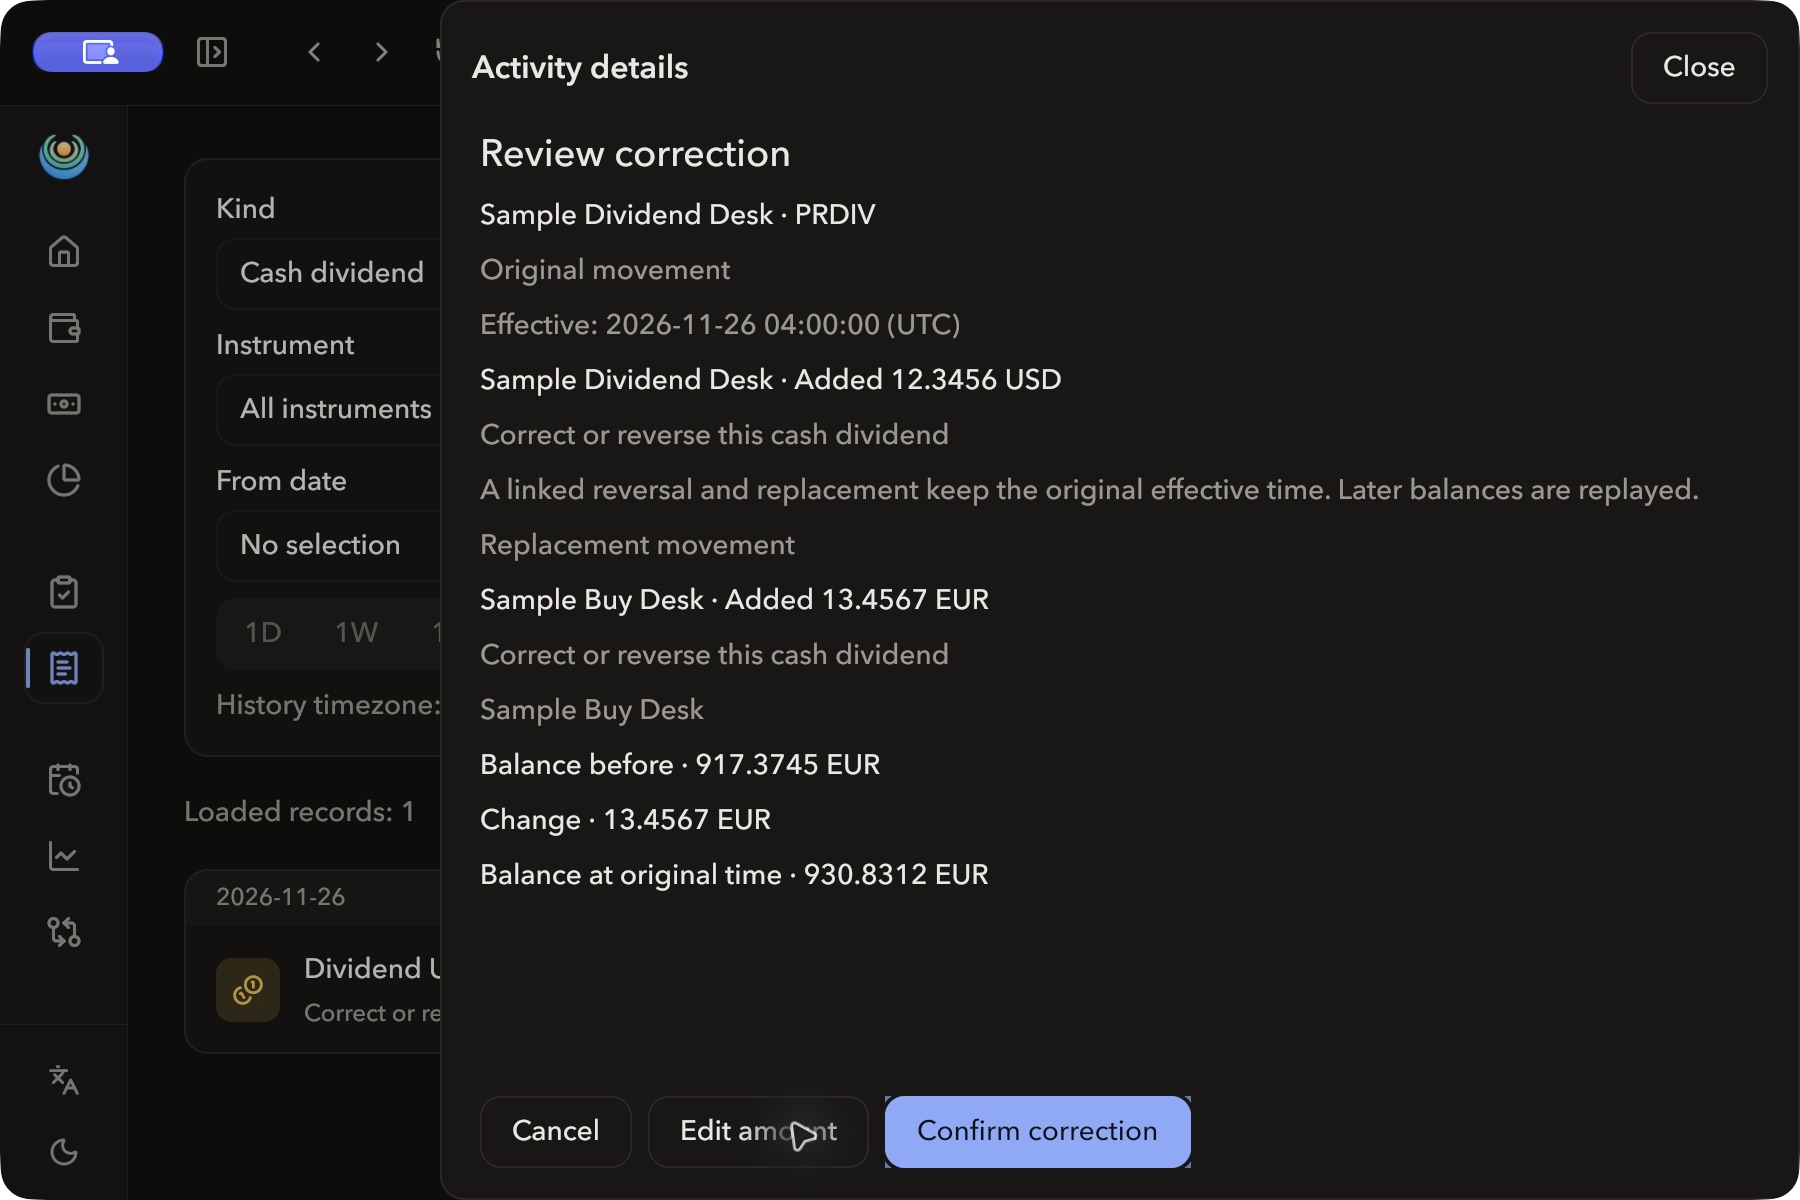 Activity details
Close
Review correction
Sample Dividend Desk · PRDIV
Original movement
Effective: 2026-11-26 04:00:00 (UTC)
Sample Dividend Desk · Added 12.3456 USD
Correct or reverse this cash dividend
A linked reversal and replacement keep the original effective time. Later balances are replayed.
Replacement movement
Sample Buy Desk · Added 13.4567 EUR
Correct or reverse this cash dividend
Sample Buy Desk
Balance before · 917.3745 EUR
Change · 13.4567 EUR
Balance at original time · 930.8312 EUR
Cancel
Edit amount
Confirm correction
Kind
Cash dividend
Instrument
All instruments
From date
No selection
1D
1W
History timezone:
Loaded records: 1
2026-11-26
Dividend
Correct or